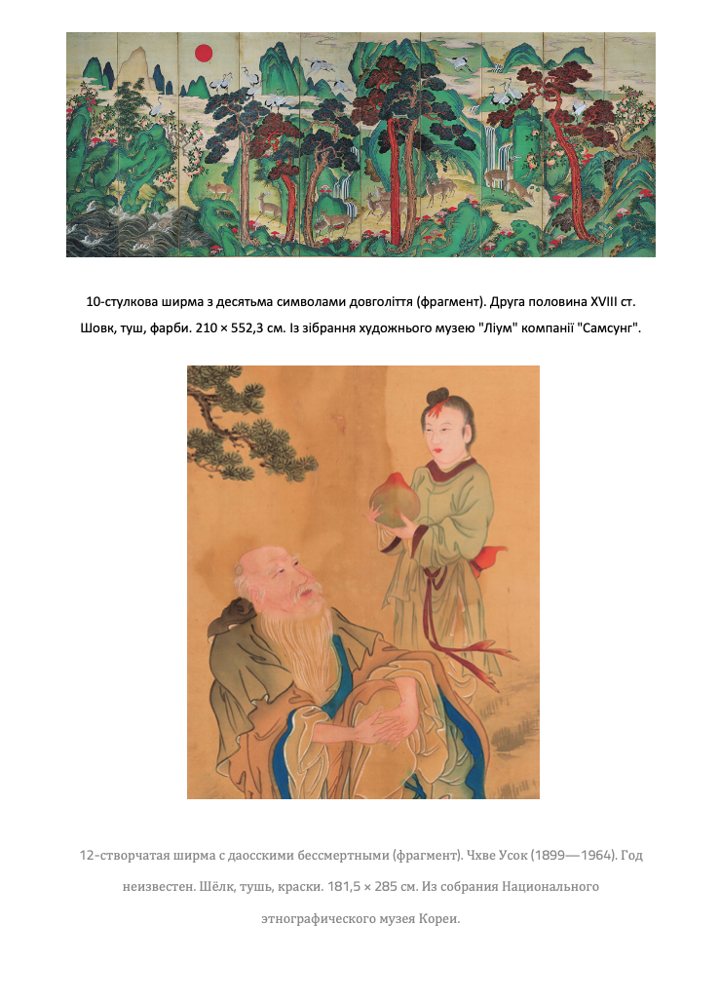 10-стулкова ширма з десятьма символами довголіття (фрагмент). Друга половина XVIII ст.
Шовк, туш, фарби. 210 × 552,3 см. Із зібрання художнього музею "Ліум" компанії "Самсунг".
12-створчатая ширма с даосскими бессмертными (фрагмент). Чхве Усок (1899—1964). Год
неизвестен. Шёлк, тушь, краски. 181,5 × 285 см. Из собрания Национального
этнографического музея Кореи.